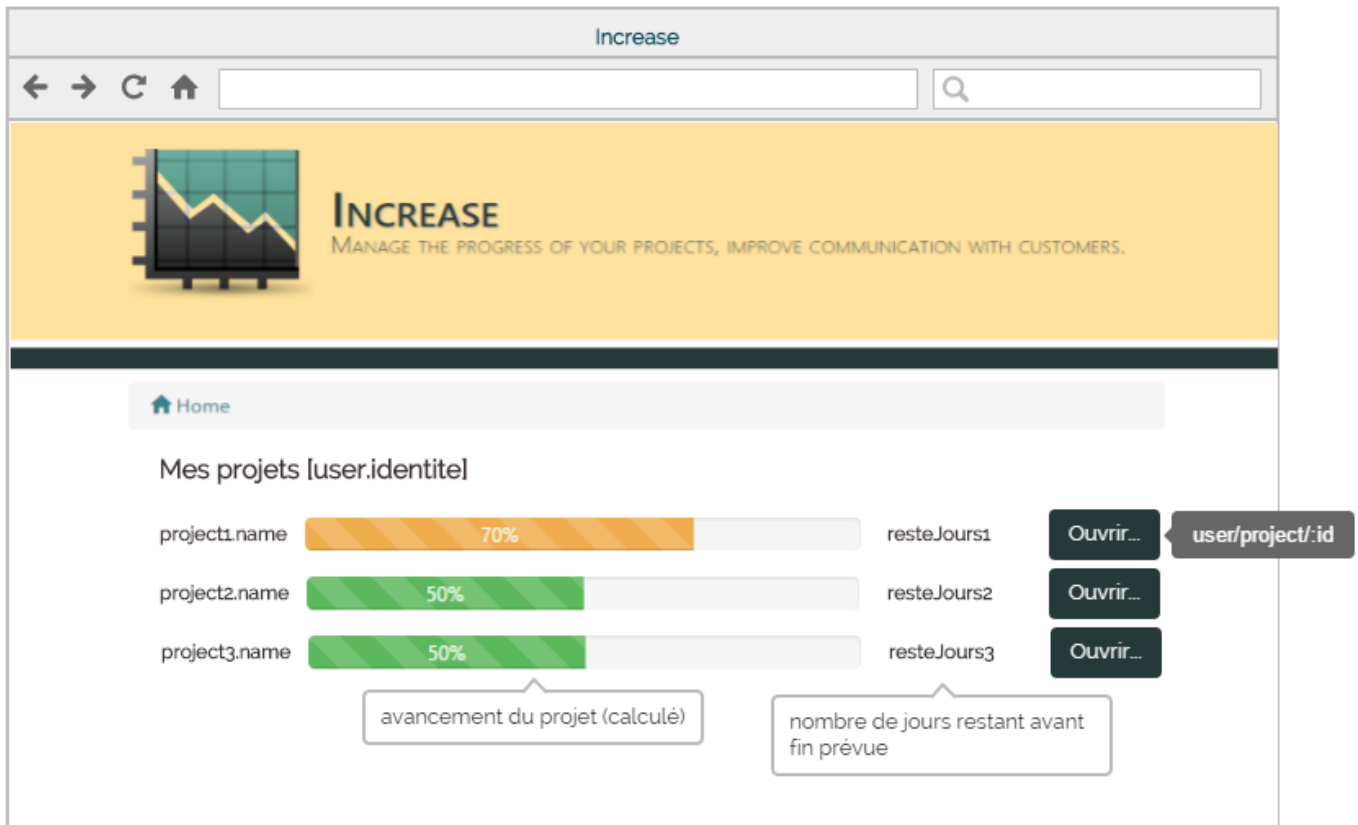 Increase
INCREASE
MANAGE THE PROGRESS OF YOUR PROJECTS, IMPROVE COMMUNICATION WITH CUSTOMERS.
Home
Mes projets [user.identite]
project1.name 70% resteJours1 Ouvrir... user/project/:id
project2.name 50% resteJours2 Ouvrir...
project3.name 50% resteJours3 Ouvrir...
avancement du projet (calculé)
nombre de jours restant avant
fin prévue